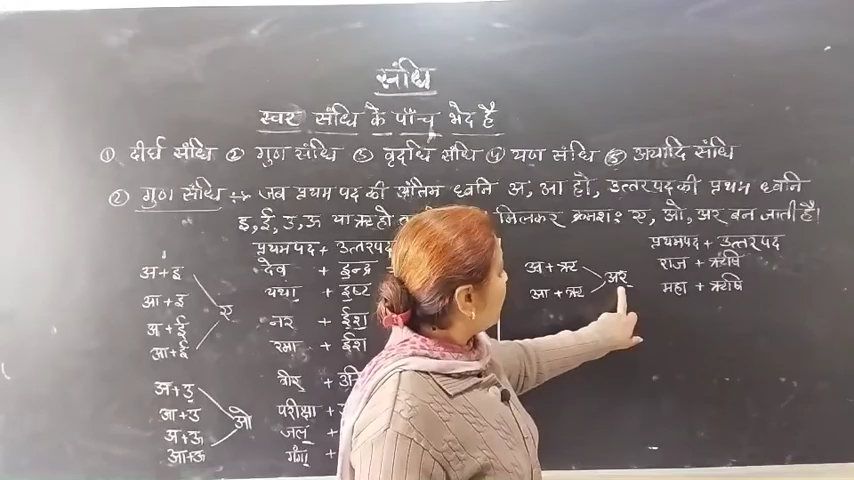 संधि
स्वर संधि के पाँच भेद है
① दीर्घ संधि ② गुण संधि ③ वृदधि संधि ④ यण संधि ⑤ अयादि संधि
② गुण संधि :- जब प्रथम पद की अंतिम ध्वनि अ, आ हो, उत्तरपद की प्रथम ध्वनि
इ, ई, उ, ऊ या ऋ हो मिलकर क्रमश: ए, ओ, अर बन जाती है।
प्रथमपद + उत्तरपद
अ+इ
आ+इ
अ+ई
आ+ई
ए
देव + इन्द्र
यथा + इष्ट
नर + ईश
रमा + ईश
अ+उ
आ+उ
अ+ऊ
आ+ऊ
ओ
वीर +
परीक्षा +
जल +
गंगा +
अ+ऋ
आ+ऋ
अर
प्रथमपद + उत्तरपद
राज + ऋषि
महा + ऋषि